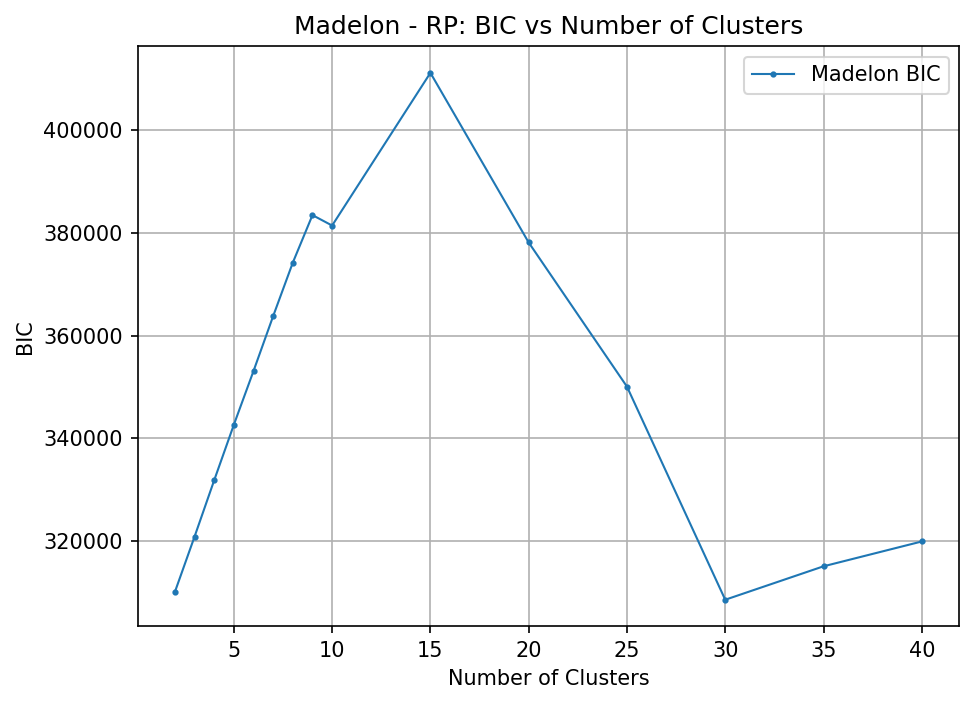 Madelon - RP: BIC vs Number of Clusters
Madelon BIC
400000
380000
360000
340000
320000
BIC
5 10 15 20 25 30 35 40
Number of Clusters